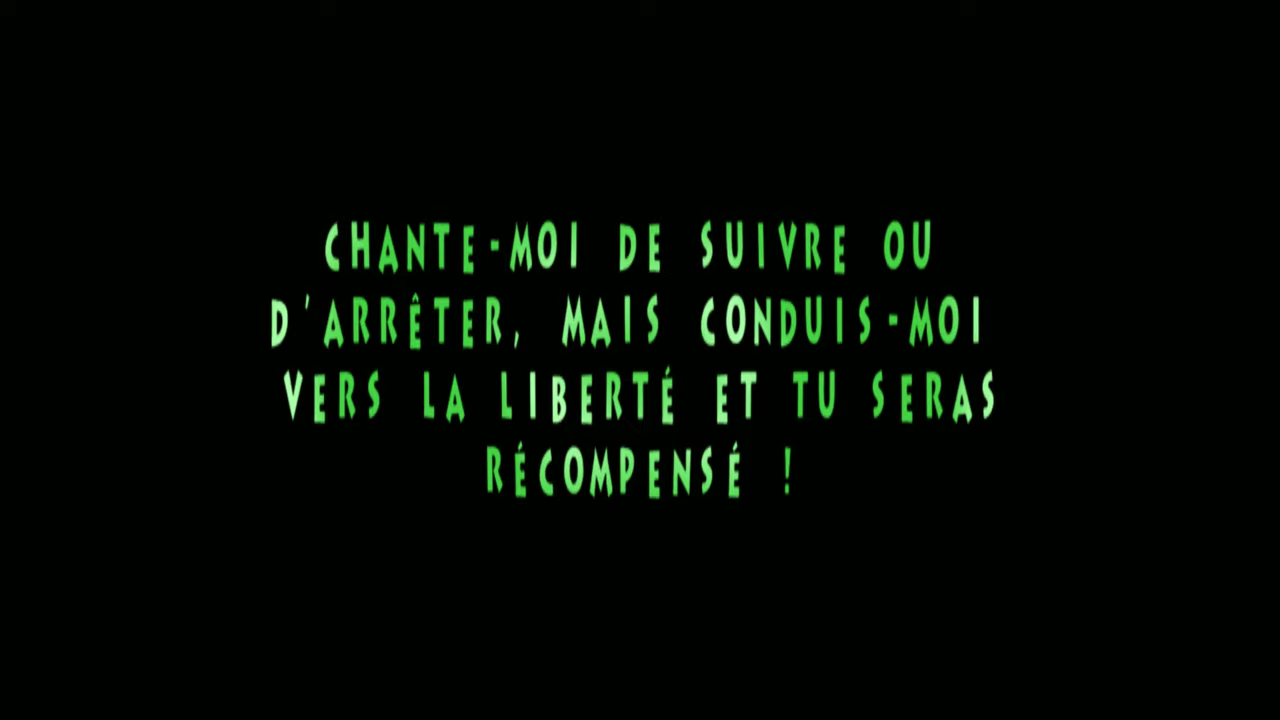 CHANTE-MOI DE SUIVRE OU
D'ARRÊTER, MAIS CONDUIS-MOI
VERS LA LIBERTÉ ET TU SERAS
RÉCOMPENSÉ !